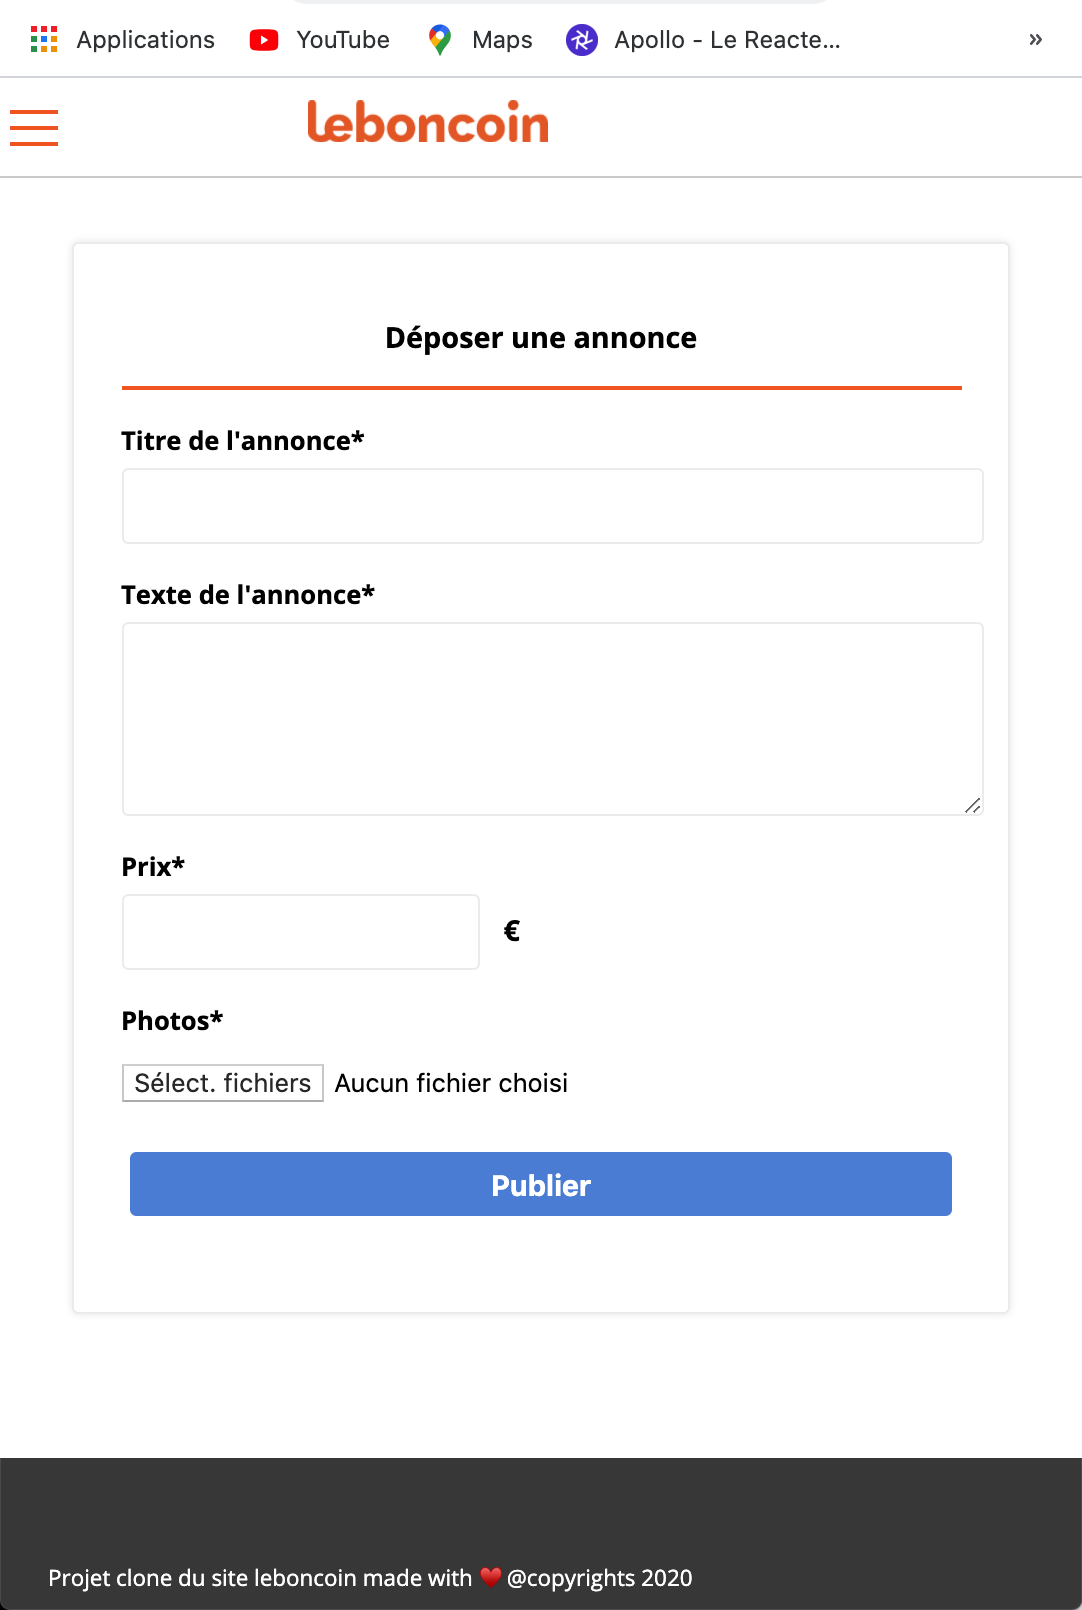 Applications YouTube Maps Apollo - Le Reacte... »
leboncoin
Déposer une annonce
Titre de l'annonce*
Texte de l'annonce*
Prix*
€
Photos*
Sélect. fichiers Aucun fichier choisi
Publier
Projet clone du site leboncoin made with ♥ @copyrights 2020